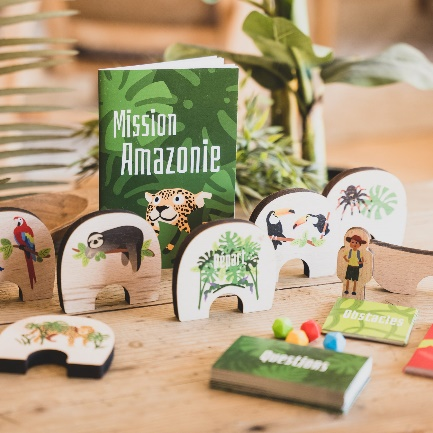 Mission
Amazonie
Départ
Obstacles
Questions